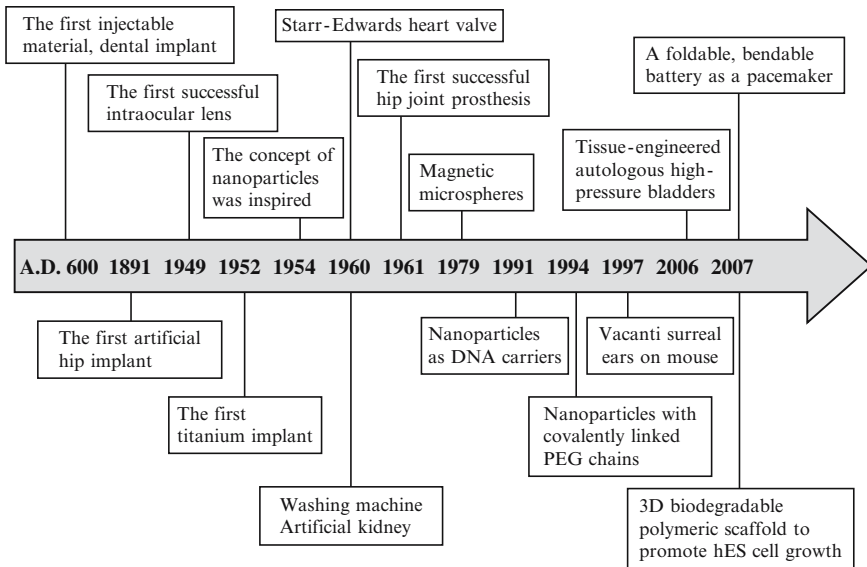 The first injectable
material, dental implant
Starr-Edwards heart valve
A foldable, bendable
battery as a pacemaker
The first successful
intraocular lens
The first successful
hip joint prosthesis
The concept of
nanoparticles
was inspired
Magnetic
microspheres
Tissue-engineered
autologous high-
pressure bladders
A.D. 600 1891 1949 1952 1954 1960 1961 1979 1991 1994 1997 2006 2007
The first artificial
hip implant
Nanoparticles
as DNA carriers
Vacanti surreal
ears on mouse
The first
titanium implant
Nanoparticles with
covalently linked
PEG chains
Washing machine
Artificial kidney
3D biodegradable
polymeric scaffold to
promote hES cell growth